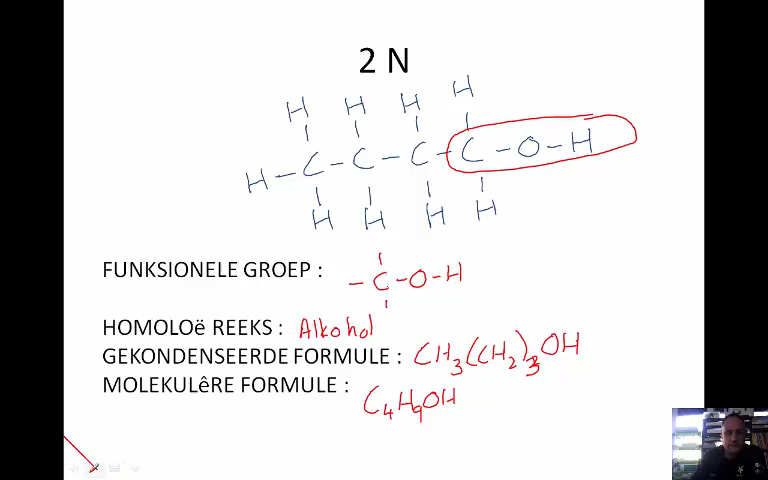 2 N
H H H H
H - C - C - C - C - O - H
H H H H
FUNKSIONELE GROEP : - C - O - H
HOMOLOë REEKS : Alkohol
GEKONDENSEERDE FORMULE : CH₃(CH₂)₃OH
MOLEKULêRE FORMULE : C₄H₉OH